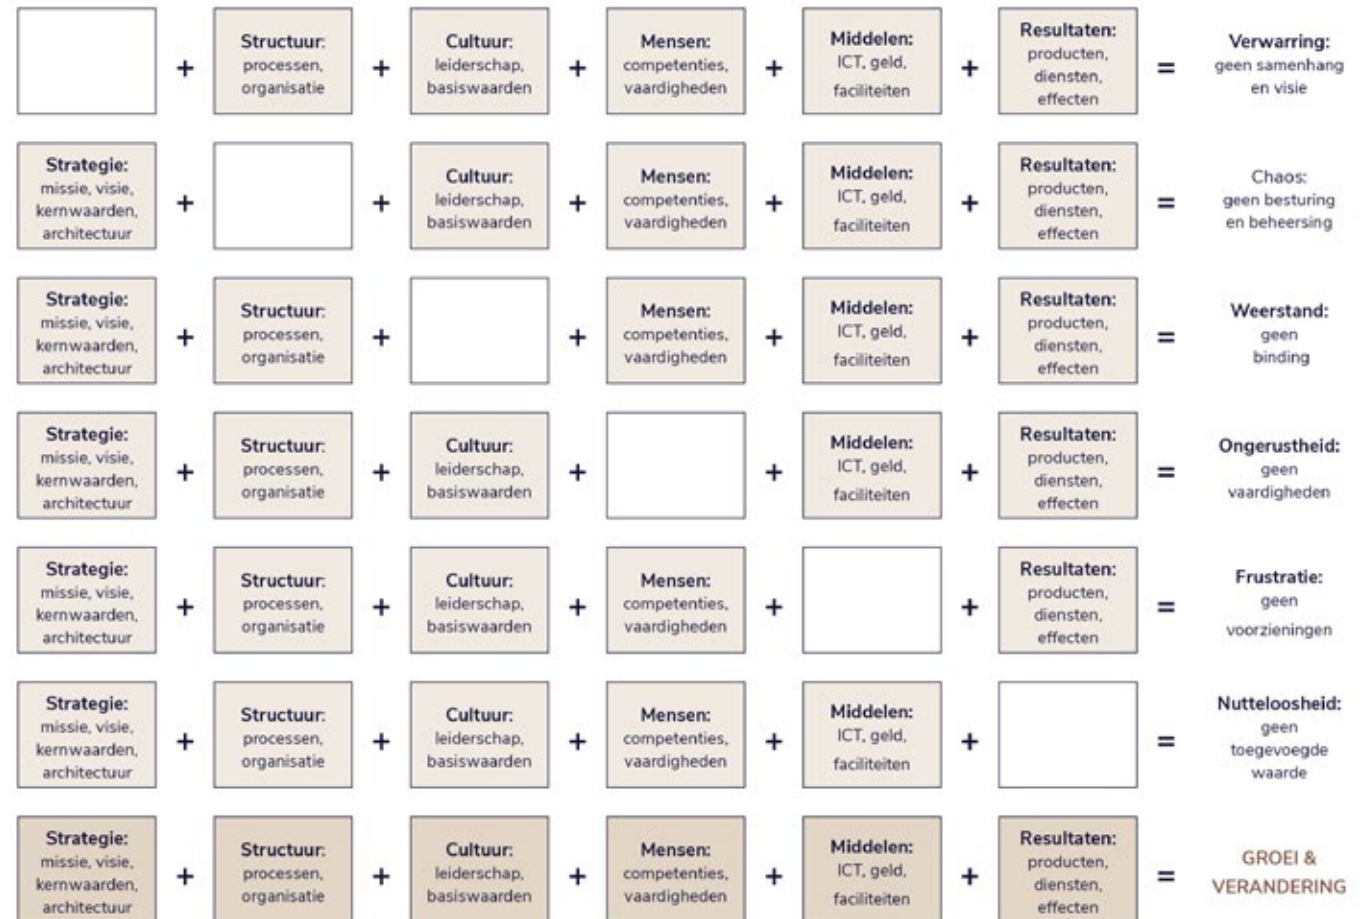 Structuur:
processen,
organisatie
+
Cultuur:
leiderschap,
basiswaarden
+
Mensen:
competenties,
vaardigheden
+
Middelen:
ICT, geld,
faciliteiten
+
Resultaten:
producten,
diensten,
effecten
=
Verwarring:
geen samenhang
en visie
Strategie:
missie, visie,
kernwaarden,
architectuur
+
+
Cultuur:
leiderschap,
basiswaarden
+
Mensen:
competenties,
vaardigheden
+
Middelen:
ICT, geld,
faciliteiten
+
Resultaten:
producten,
diensten,
effecten
=
Chaos:
geen besturing
en beheersing
Strategie:
missie, visie,
kernwaarden,
architectuur
+
Structuur:
processen,
organisatie
+
+
Mensen:
competenties,
vaardigheden
+
Middelen:
ICT, geld,
faciliteiten
+
Resultaten:
producten,
diensten,
effecten
=
Weerstand:
geen
binding
Strategie:
missie, visie,
kernwaarden,
architectuur
+
Structuur:
processen,
organisatie
+
Cultuur:
leiderschap,
basiswaarden
+
+
Middelen:
ICT, geld,
faciliteiten
+
Resultaten:
producten,
diensten,
effecten
=
Ongerustheid:
geen
vaardigheden
Strategie:
missie, visie,
kernwaarden,
architectuur
+
Structuur:
processen,
organisatie
+
Cultuur:
leiderschap,
basiswaarden
+
Mensen:
competenties,
vaardigheden
+
+
Resultaten:
producten,
diensten,
effecten
=
Frustratie:
geen
voorzieningen
Strategie:
missie, visie,
kernwaarden,
architectuur
+
Structuur:
processen,
organisatie
+
Cultuur:
leiderschap,
basiswaarden
+
Mensen:
competenties,
vaardigheden
+
Middelen:
ICT, geld,
faciliteiten
+
=
Nutteloosheid:
geen
toegevoegde
waarde
Strategie:
missie, visie,
kernwaarden,
architectuur
+
Structuur:
processen,
organisatie
+
Cultuur:
leiderschap,
basiswaarden
+
Mensen:
competenties,
vaardigheden
+
Middelen:
ICT, geld,
faciliteiten
+
Resultaten:
producten,
diensten,
effecten
=
GROEI &
VERANDERING